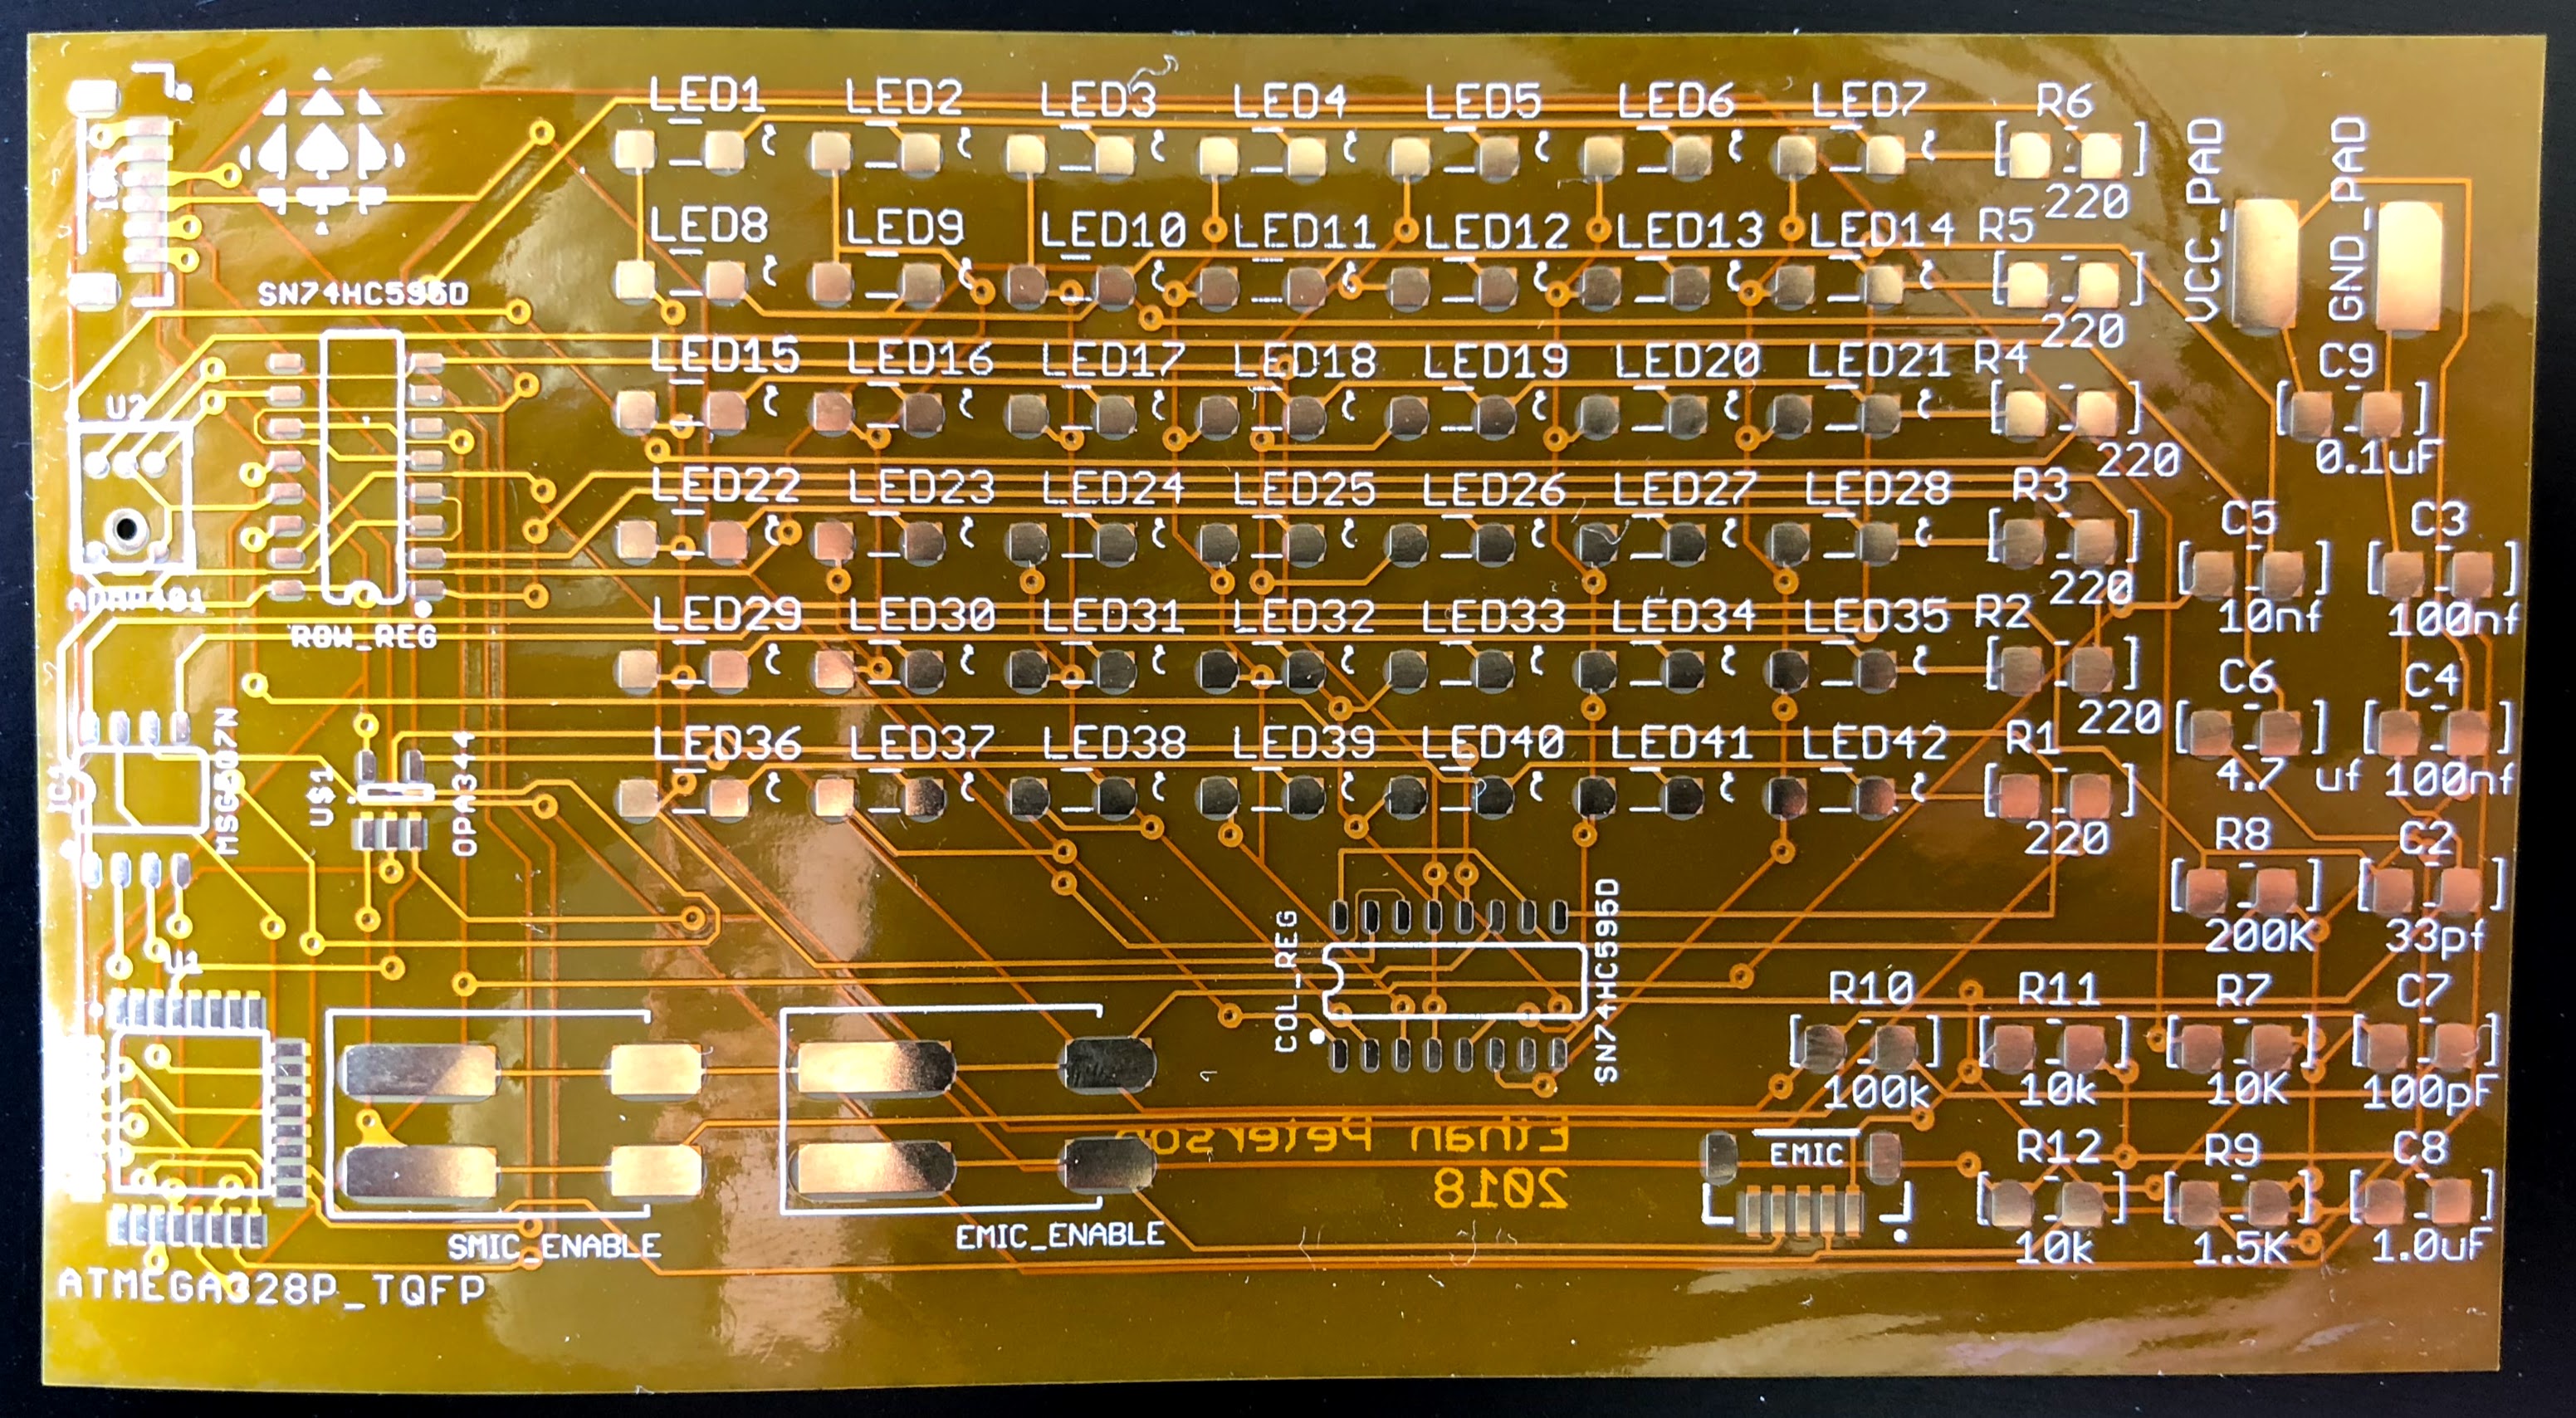 LED1 LED2 LED3 LED4 LED5 LED6 LED7 R6
220
VCC_PAD
GND_PAD
LED8 LED9 LED10 LED11 LED12 LED13 LED14 R5
220
SN74HC595D
LED15 LED16 LED17 LED18 LED19 LED20 LED21 R4
220
C9
0.1uF
U2
LED22 LED23 LED24 LED25 LED26 LED27 LED28 R3
220
C5 C3
10nf 100nf
ADMP401
ROW_REG
LED29 LED30 LED31 LED32 LED33 LED34 LED35 R2
220
C6 C4
4.7 uf 100nf
MSGEQ7N
U$1
OPA344
LED36 LED37 LED38 LED39 LED40 LED41 LED42 R1
220
R8 C2
200K 33pf
U1
COL_REG
SN74HC595D
R10 R11 R7 C7
100k 10k 10K 100pF
Ethan Peterson
2018
EMIC
R12 R9 C8
10k 1.5K 1.0uF
SMIC_ENABLE
EMIC_ENABLE
ATMEGA328P_TQFP